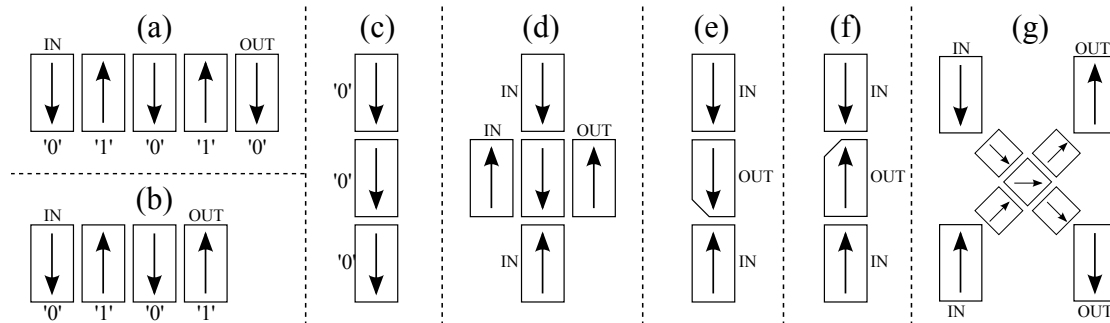 (a)
IN OUT
'0' '1' '0' '1' '0'
(b)
IN OUT
'0' '1' '0' '1'
(c)
'0'
'0'
'0'
(d)
IN
IN OUT
IN
(e)
IN
OUT
IN
(f)
IN
OUT
IN
(g)
IN OUT
IN OUT